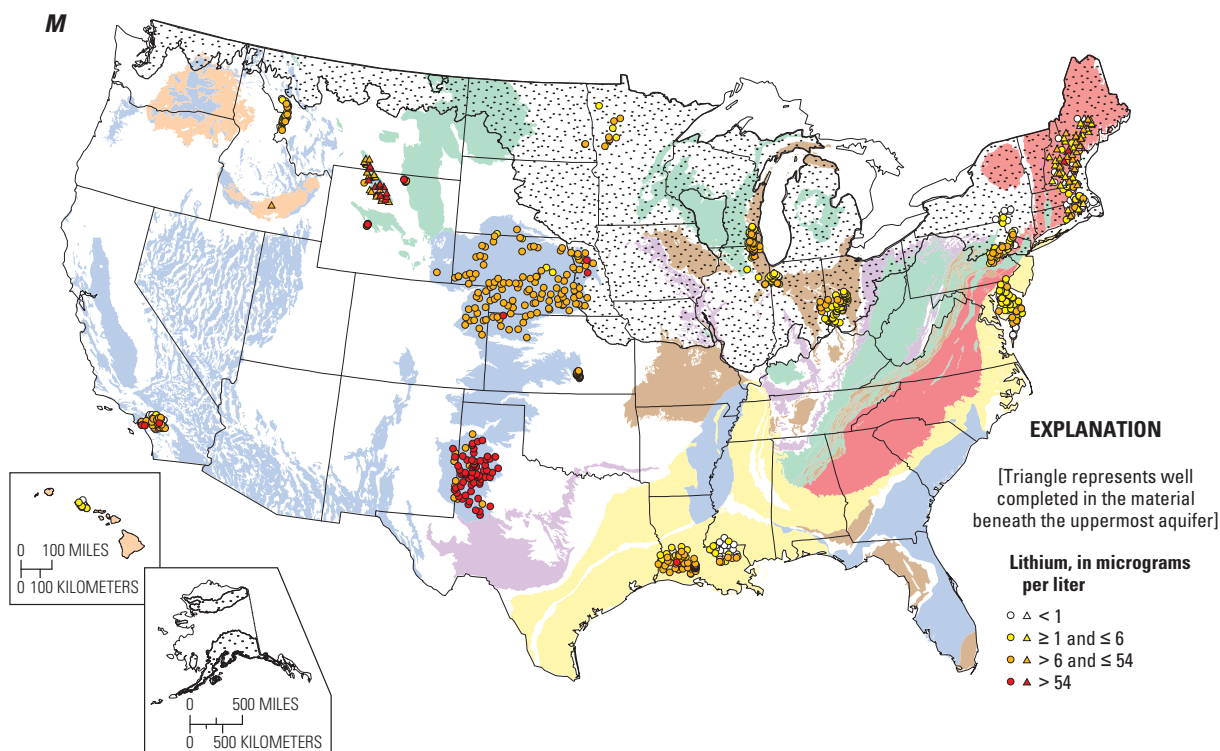 M
EXPLANATION
[Triangle represents well
completed in the material
beneath the uppermost aquifer]
Lithium, in micrograms
per liter
< 1
≥ 1 and ≤ 6
> 6 and ≤ 54
> 54
0 100 MILES
0 100 KILOMETERS
0 500 MILES
0 500 KILOMETERS